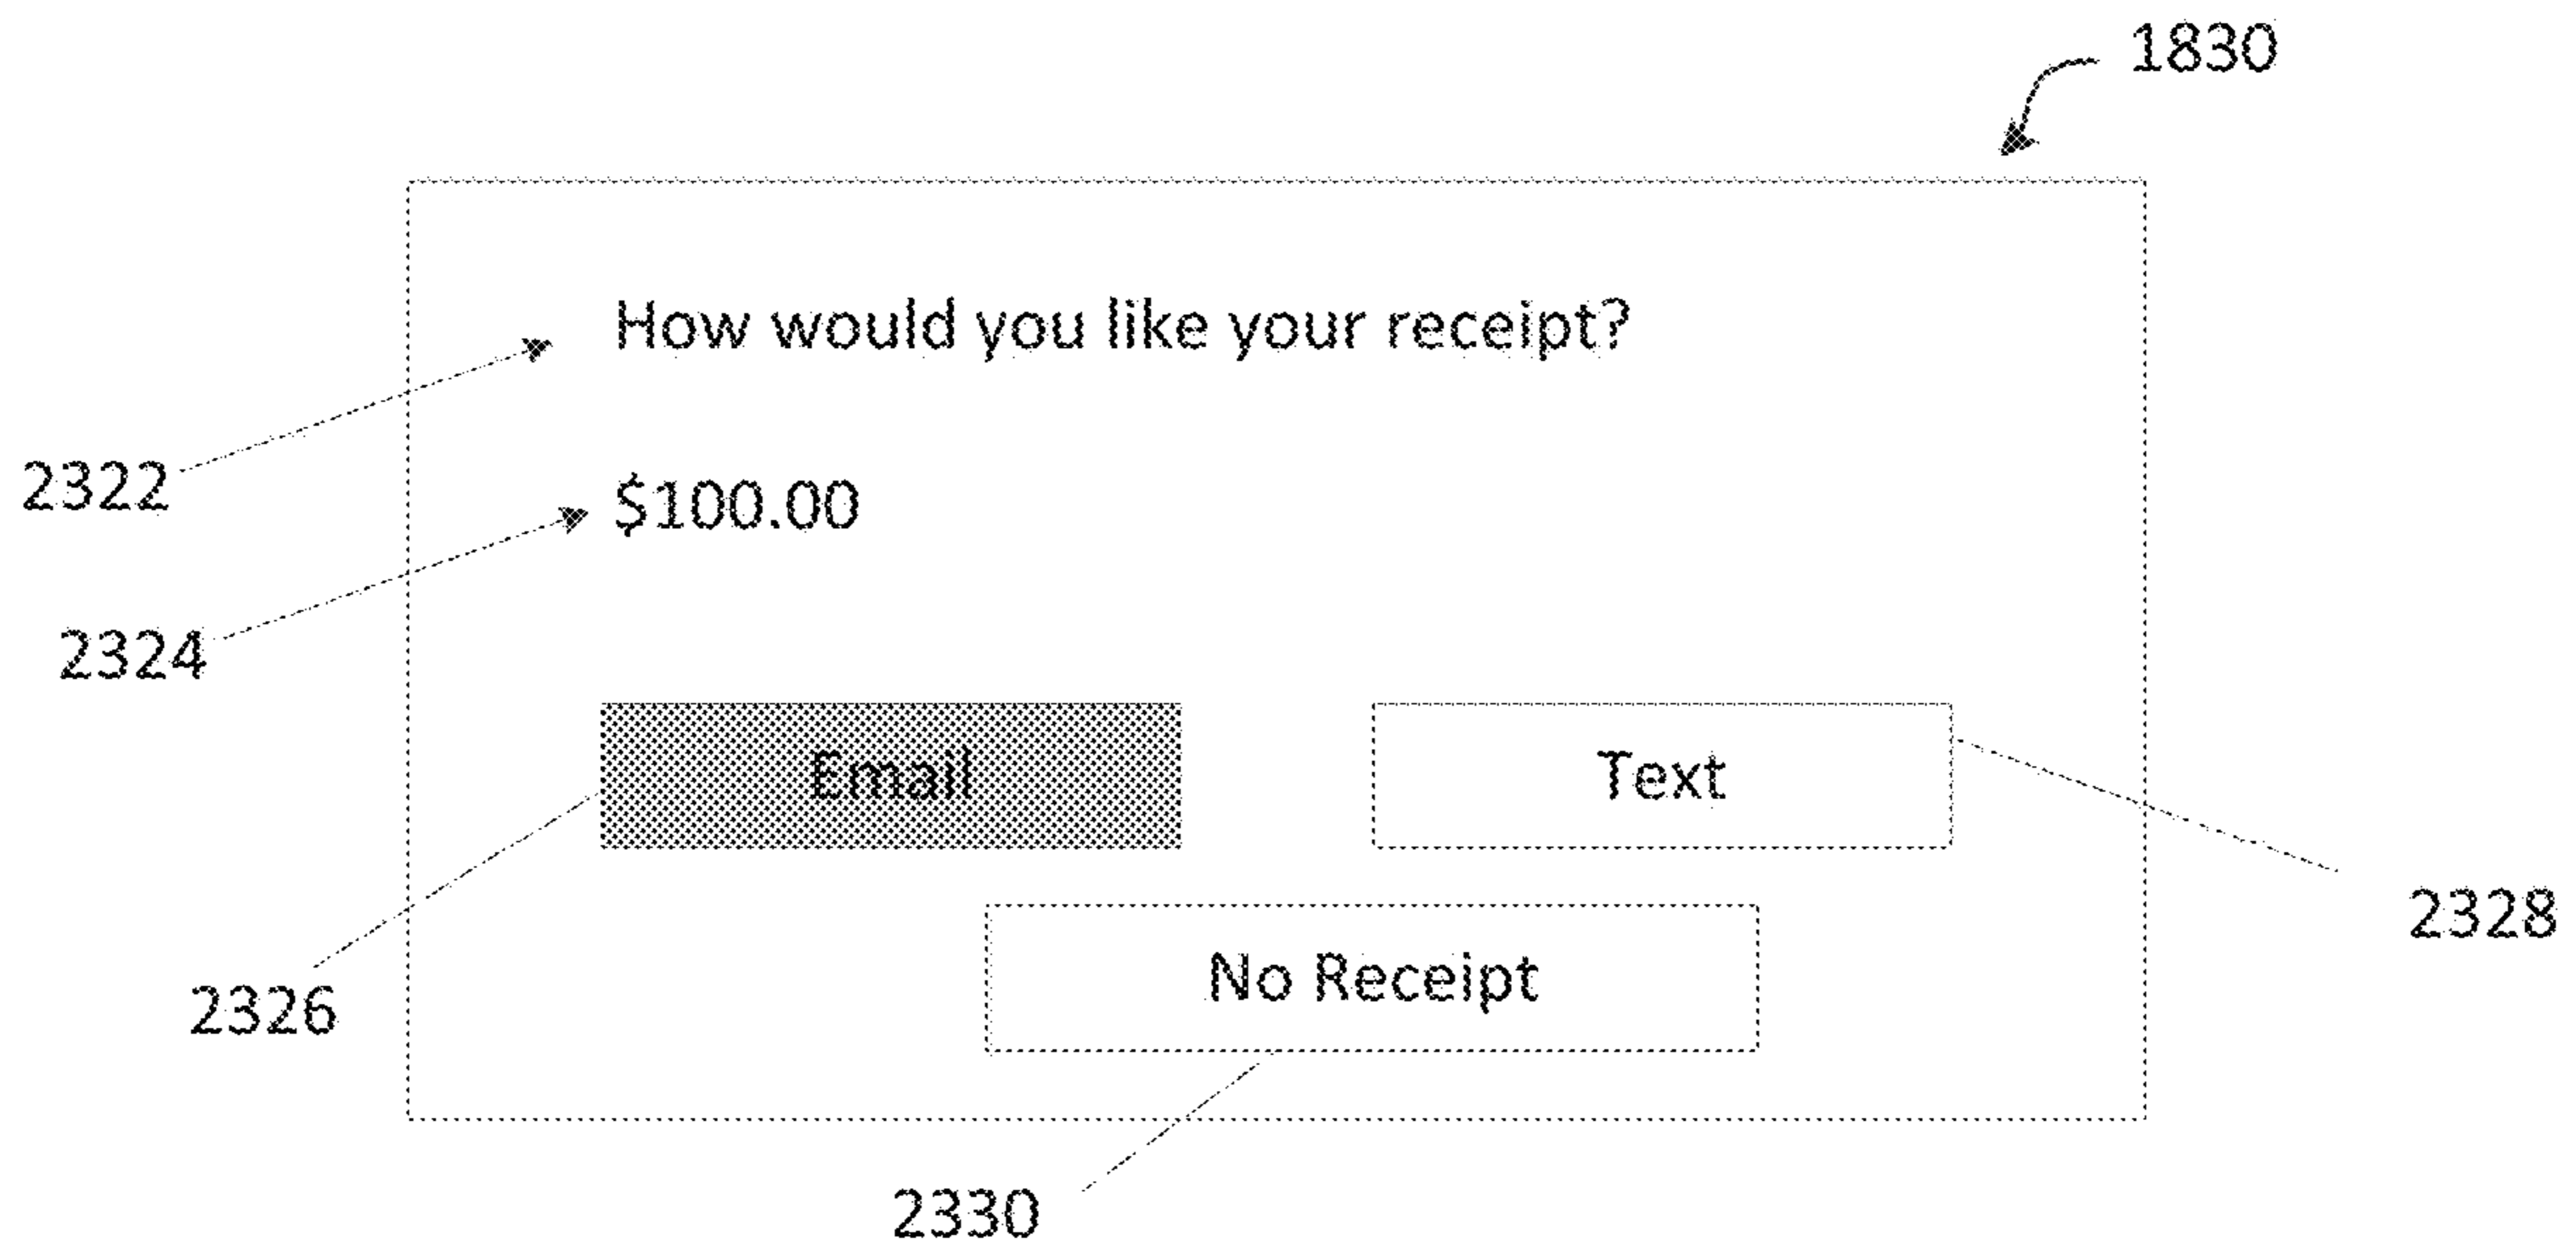 1830
How would you like your receipt?
2322
$100.00
2324
Email
Text
2328
No Receipt
2326
2330